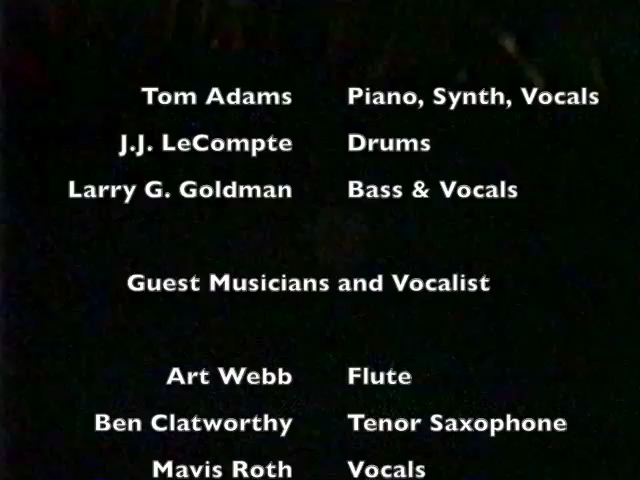 Tom Adams Piano, Synth, Vocals
J.J. LeCompte Drums
Larry G. Goldman Bass & Vocals
Guest Musicians and Vocalist
Art Webb Flute
Ben Clatworthy Tenor Saxophone
Mavis Roth Vocals